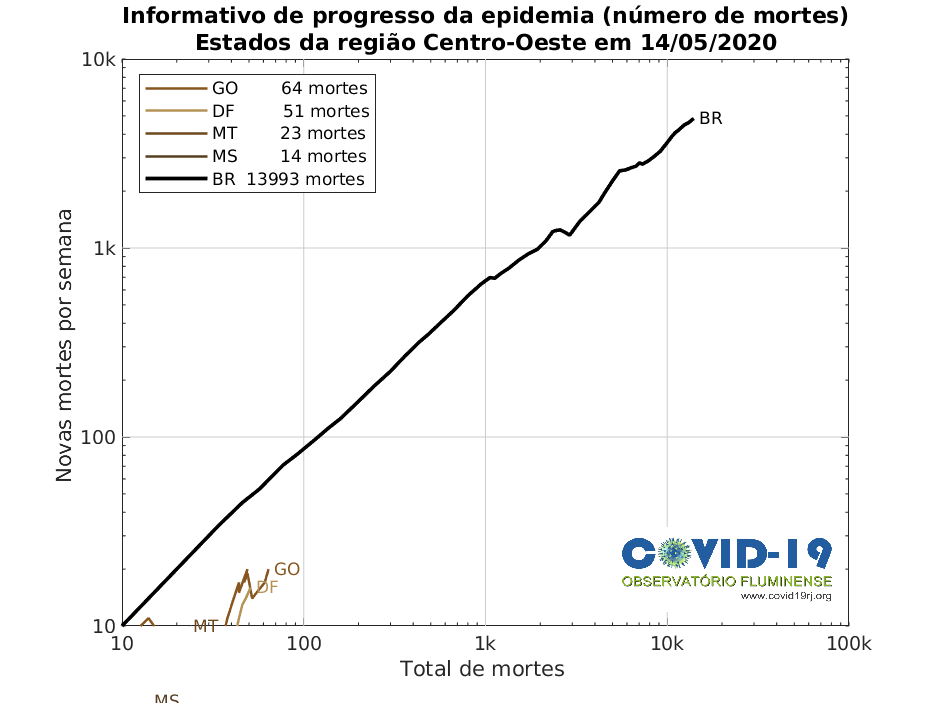 Informativo de progresso da epidemia (número de mortes)
Estados da região Centro-Oeste em 14/05/2020
10k
GO 64 mortes
DF 51 mortes
MT 23 mortes
MS 14 mortes
BR 13993 mortes
BR
Novas mortes por semana
1k
100
COVID-19
OBSERVATÓRIO FLUMINENSE
www.covid19rj.org
GO
DF
MT
10
10 100 1k 10k 100k
Total de mortes
MS